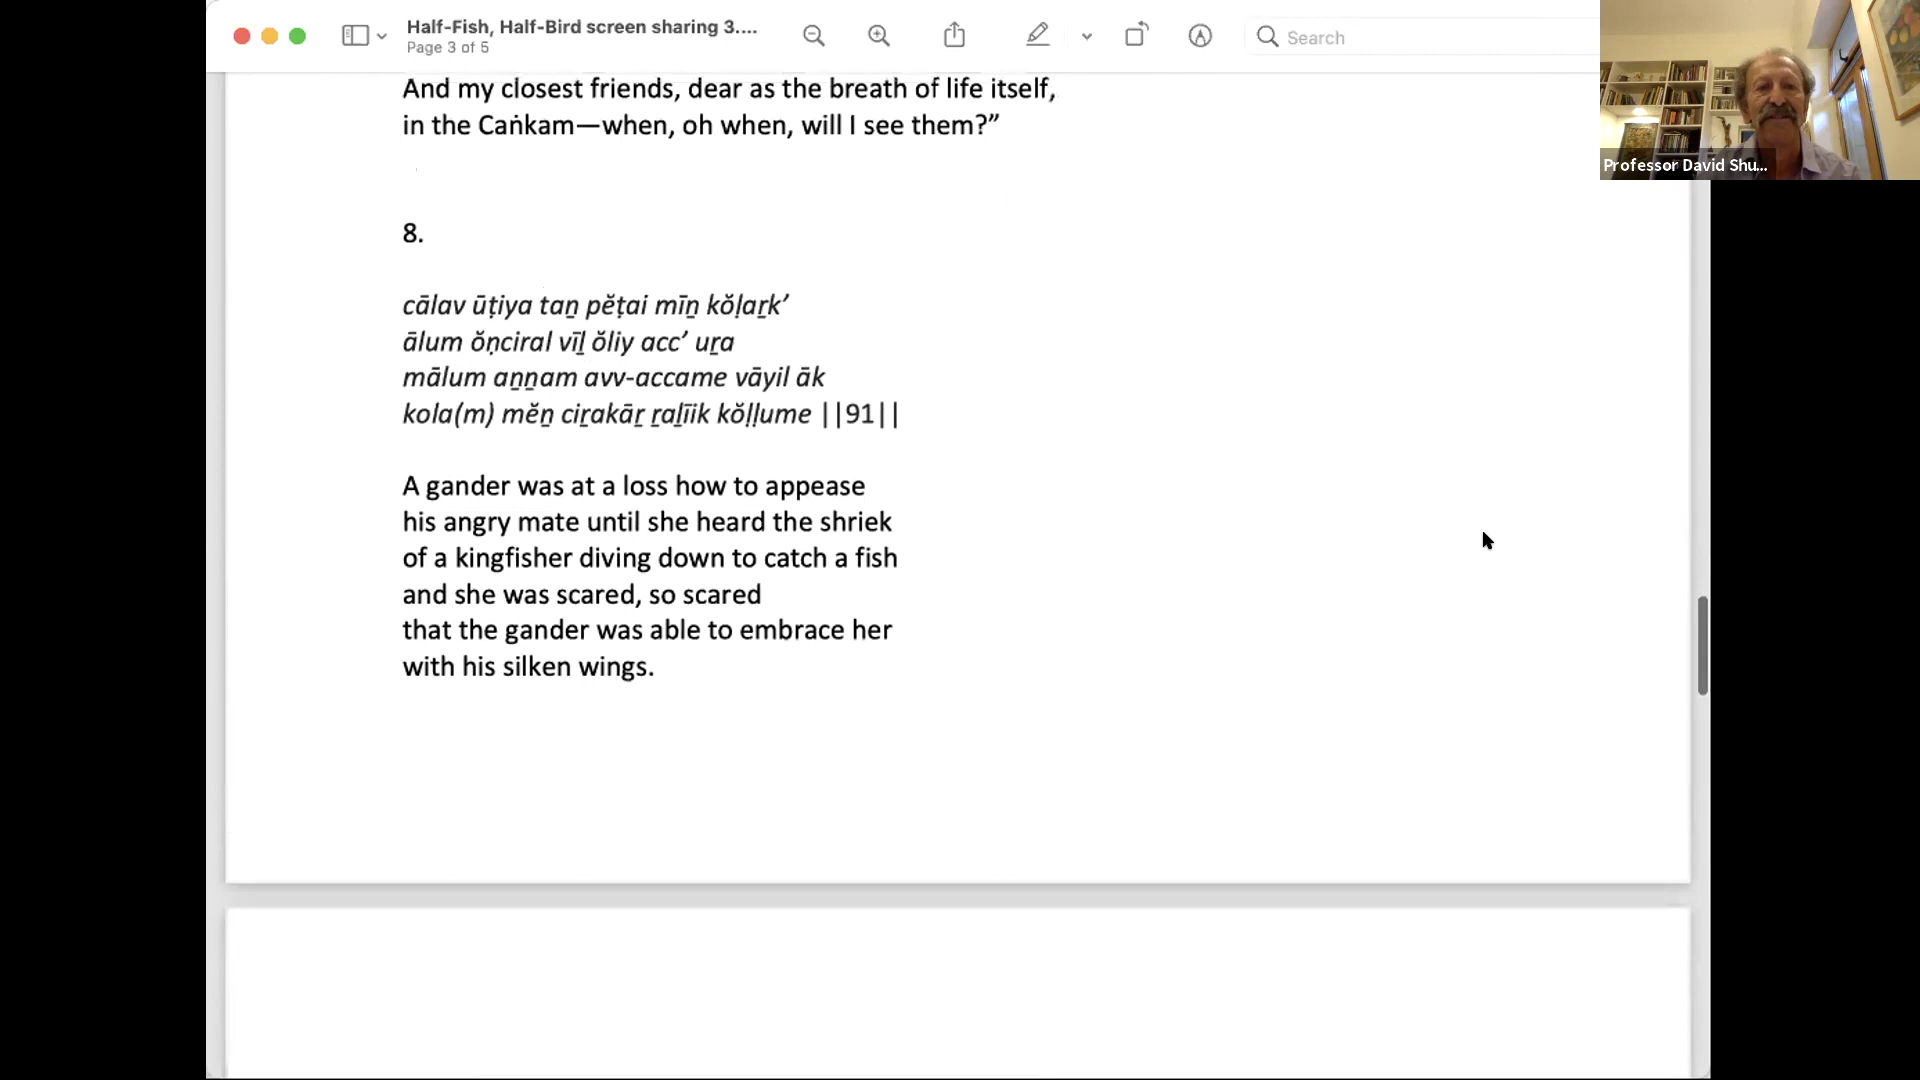 Half-Fish, Half-Bird screen sharing 3....
Page 3 of 5
Search
Professor David Shu...
And my closest friends, dear as the breath of life itself,
in the Caṅkam—when, oh when, will I see them?”
8.
cālav ūṭiya taṉ pĕṭai mīṉ kŏḷaṟk’
ālum ŏṇciral vīḻ ŏliy acc’ uṟa
mālum aṉṉam avv-accame vāyil āk
kola(m) mĕṉ ciṟakāṟ ṟaḻīik kŏḷḷume ||91||
A gander was at a loss how to appease
his angry mate until she heard the shriek
of a kingfisher diving down to catch a fish
and she was scared, so scared
that the gander was able to embrace her
with his silken wings.